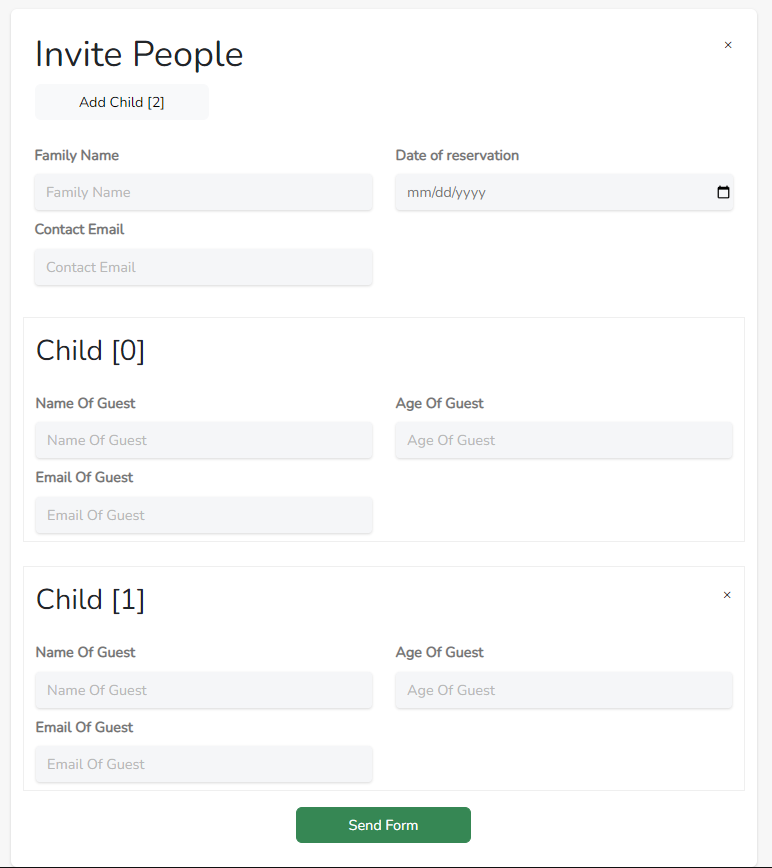 Invite People
×
Add Child [2]
Family Name
Date of reservation
Family Name
mm/dd/yyyy
Contact Email
Contact Email
Child [0]
Name Of Guest
Age Of Guest
Name Of Guest
Age Of Guest
Email Of Guest
Email Of Guest
Child [1]
×
Name Of Guest
Age Of Guest
Name Of Guest
Age Of Guest
Email Of Guest
Email Of Guest
Send Form